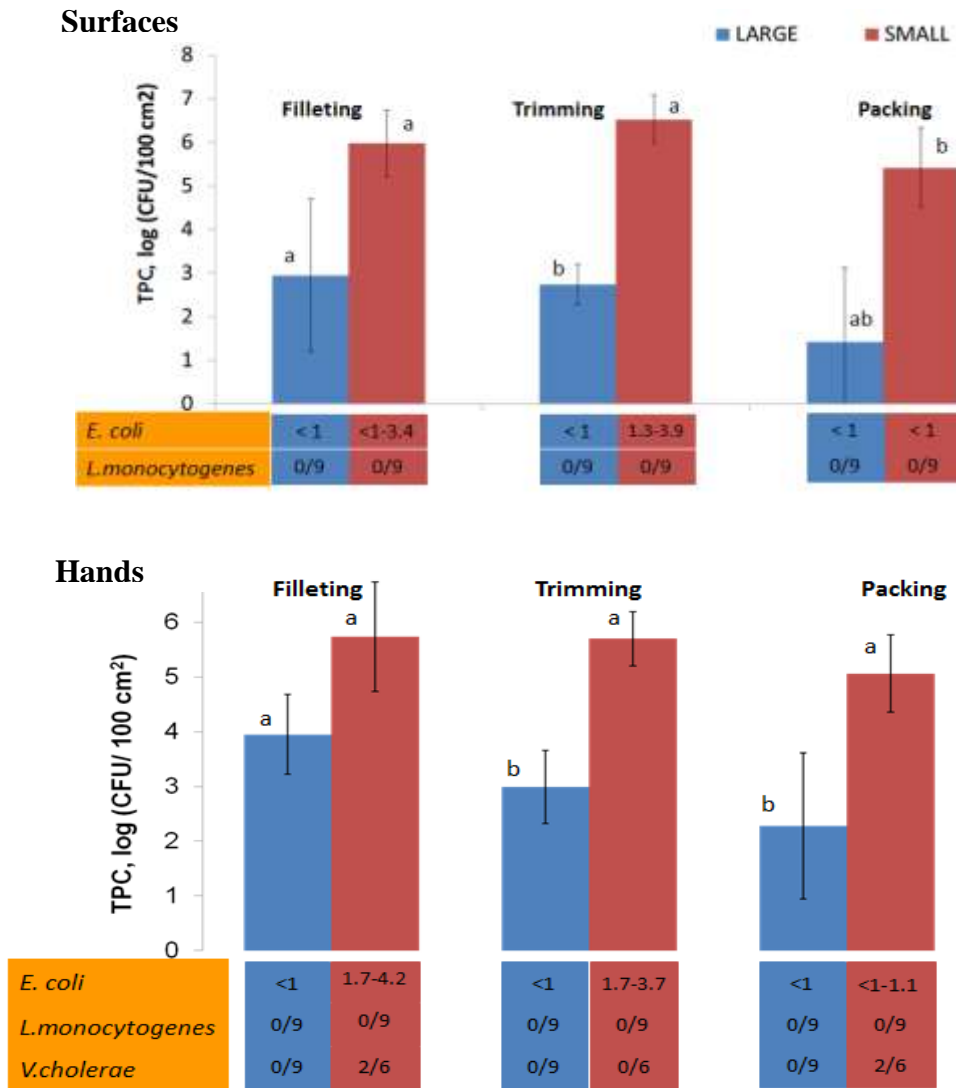 Surfaces
LARGE SMALL
TPC, log (CFU/100 cm2)
8
7
6
5
4
3
2
1
0
Filleting Trimming Packing
a a b a ab b
E. coli < 1 <1-3.4 < 1 1.3-3.9 < 1 < 1
L.monocytogenes 0/9 0/9 0/9 0/9 0/9 0/9
Hands
Filleting Trimming Packing
TPC, log (CFU/ 100 cm²)
6
5
4
3
2
1
0
a a b a b a
E. coli <1 1.7-4.2 <1 1.7-3.7 <1 <1-1.1
L.monocytogenes 0/9 0/9 0/9 0/9 0/9 0/9
V.cholerae 0/9 2/6 0/9 0/6 0/9 2/6